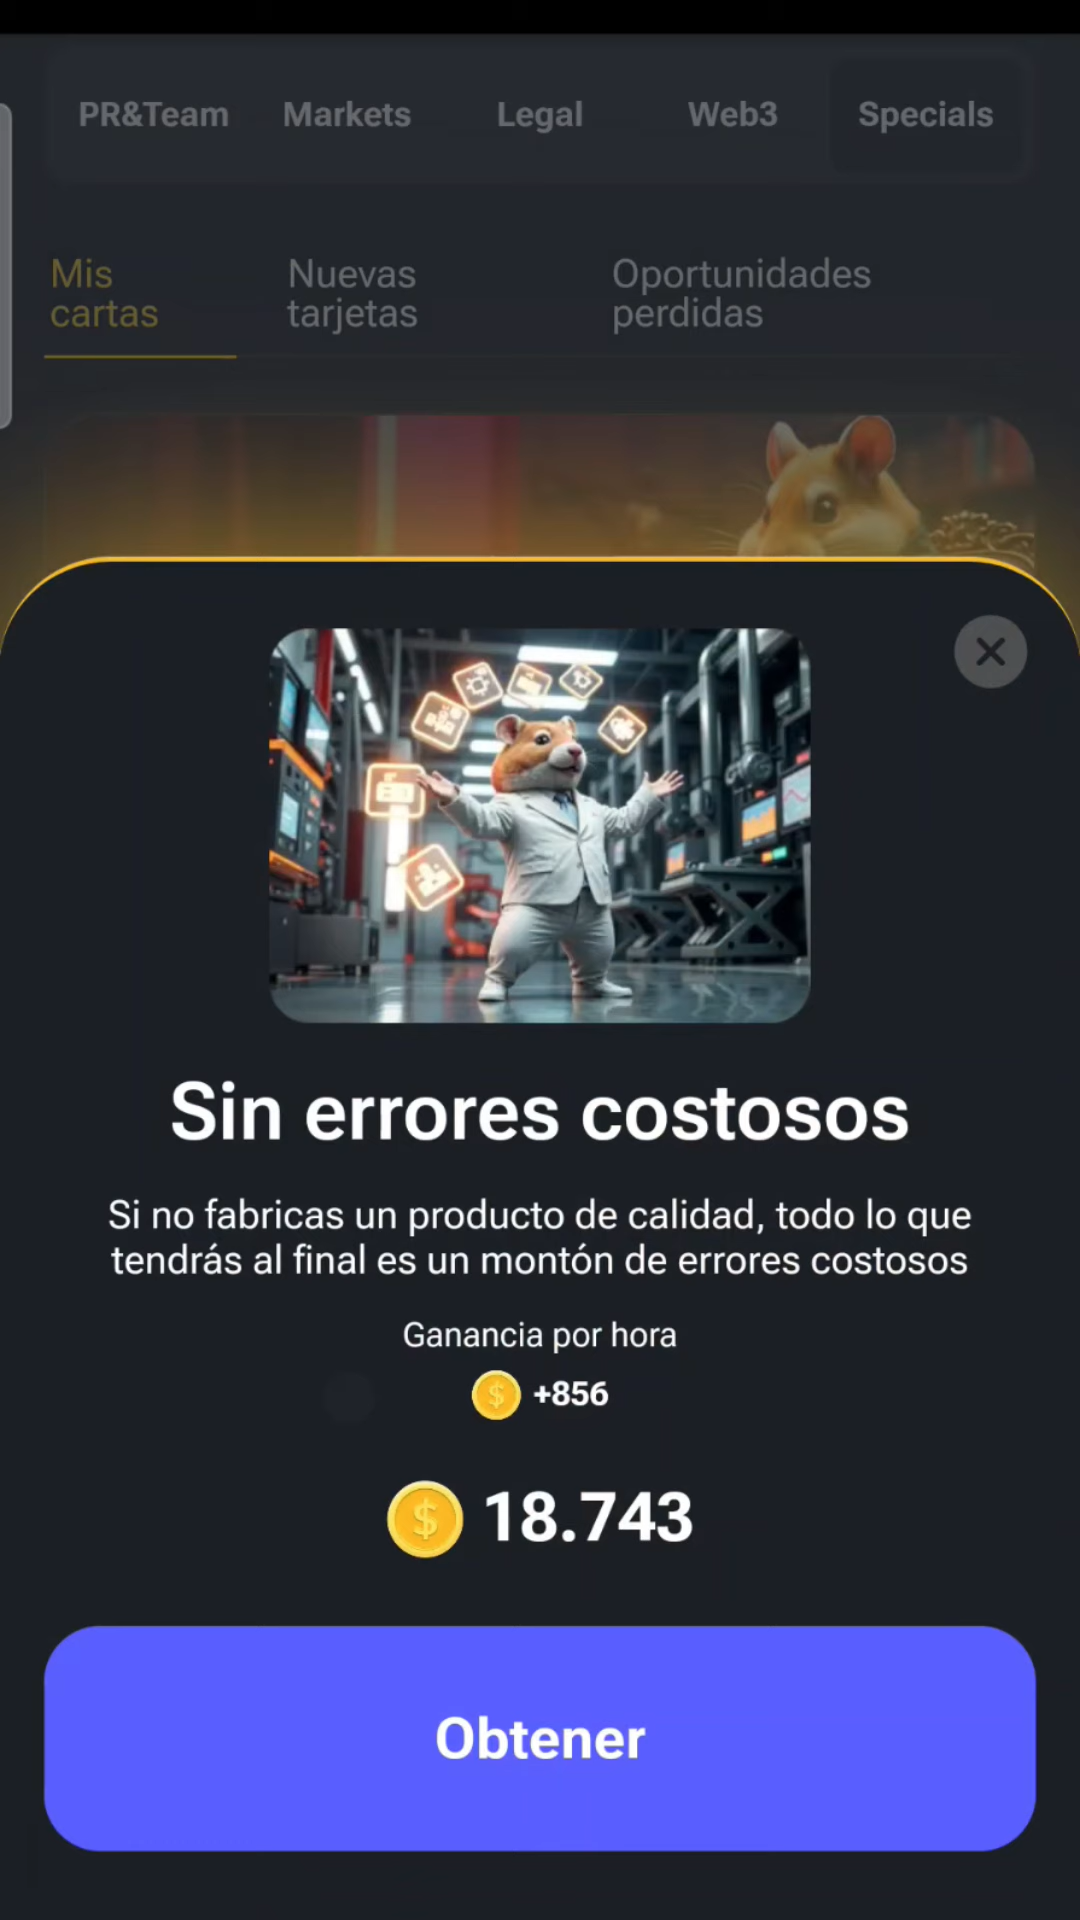 PR&Team
Markets
Legal
Web3
Specials
Mis
cartas
Nuevas
tarjetas
Oportunidades
perdidas
Sin errores costosos
Si no fabricas un producto de calidad, todo lo que
tendrás al final es un montón de errores costosos
Ganancia por hora
+856
18.743
Obtener